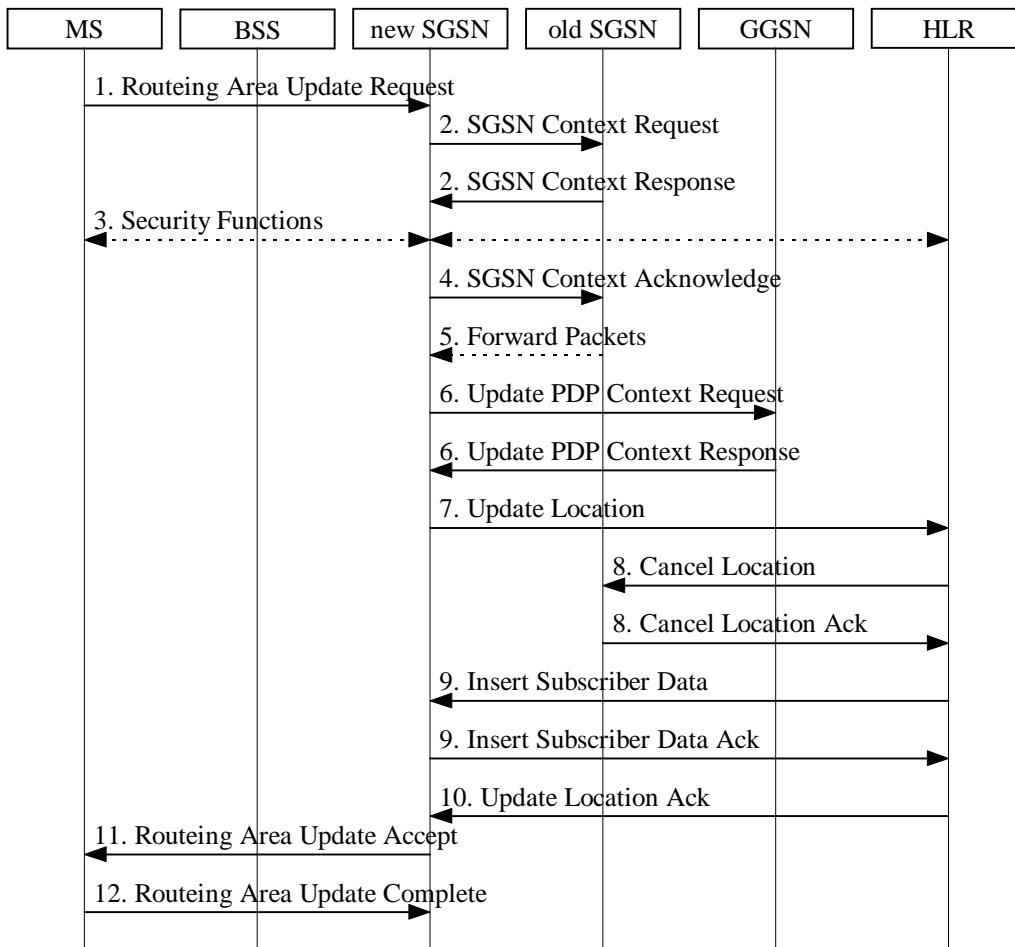 MS
BSS
new SGSN
old SGSN
GGSN
HLR
1. Routeing Area Update Request
2. SGSN Context Request
2. SGSN Context Response
3. Security Functions
4. SGSN Context Acknowledge
5. Forward Packets
6. Update PDP Context Request
6. Update PDP Context Response
7. Update Location
8. Cancel Location
8. Cancel Location Ack
9. Insert Subscriber Data
9. Insert Subscriber Data Ack
10. Update Location Ack
11. Routeing Area Update Accept
12. Routeing Area Update Complete